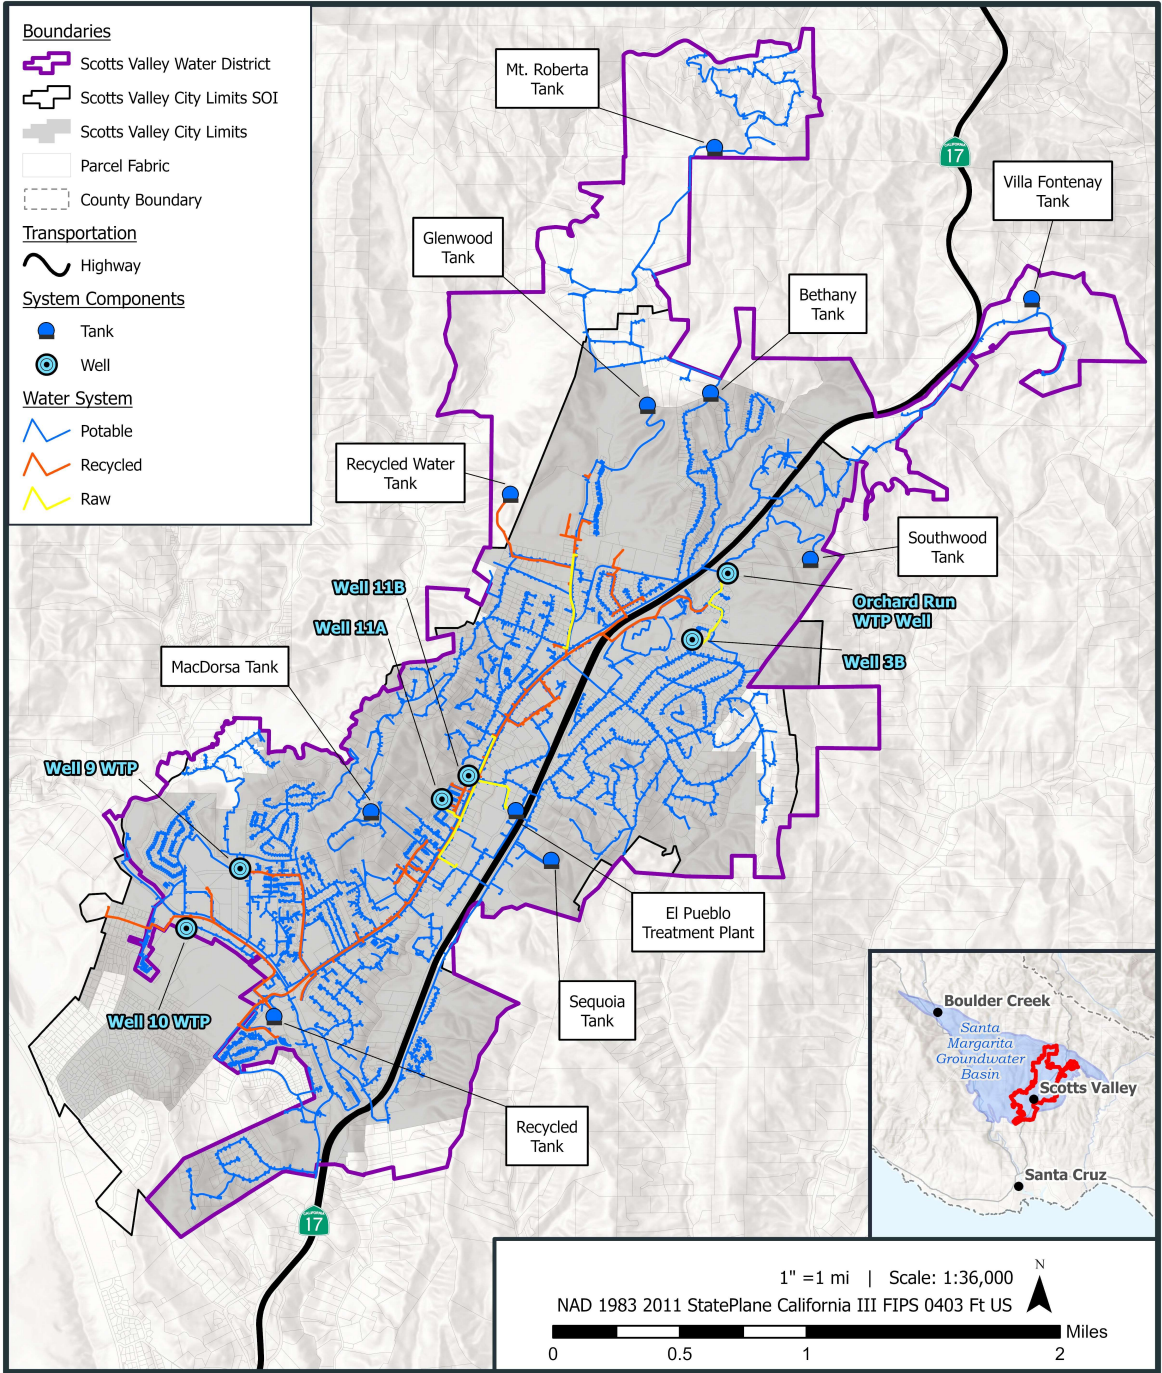 Boundaries
Scotts Valley Water District
Scotts Valley City Limits SOI
Scotts Valley City Limits
Parcel Fabric
County Boundary
Transportation
Highway
System Components
Tank
Well
Water System
Potable
Recycled
Raw
Mt. Roberta
Tank
CALIFORNIA
17
Villa Fontenay
Tank
Glenwood
Tank
Bethany
Tank
Recycled Water
Tank
Southwood
Tank
Well 11B
Orchard Run
WTP Well
Well 11A
Well 3B
MacDorsa Tank
Well 9 WTP
El Pueblo
Treatment Plant
Sequoia
Tank
Well 10 WTP
Recycled
Tank
CALIFORNIA
17
Boulder Creek
Santa
Margarita
Groundwater
Basin
Scotts Valley
Santa Cruz
1" =1 mi | Scale: 1:36,000
N
NAD 1983 2011 StatePlane California III FIPS 0403 Ft US
Miles
0 0.5 1 2